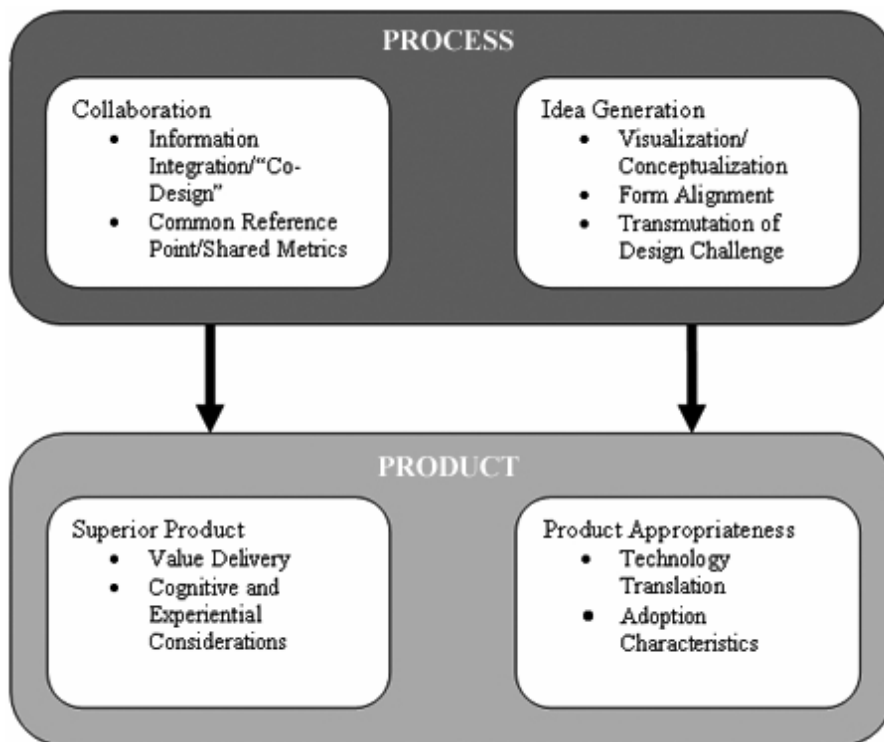 PROCESS
Collaboration
• Information
Integration/“Co-
Design”
• Common Reference
Point/Shared Metrics
Idea Generation
• Visualization/
Conceptualization
• Form Alignment
• Transmutation of
Design Challenge
PRODUCT
Superior Product
• Value Delivery
• Cognitive and
Experiential
Considerations
Product Appropriateness
• Technology
Translation
• Adoption
Characteristics